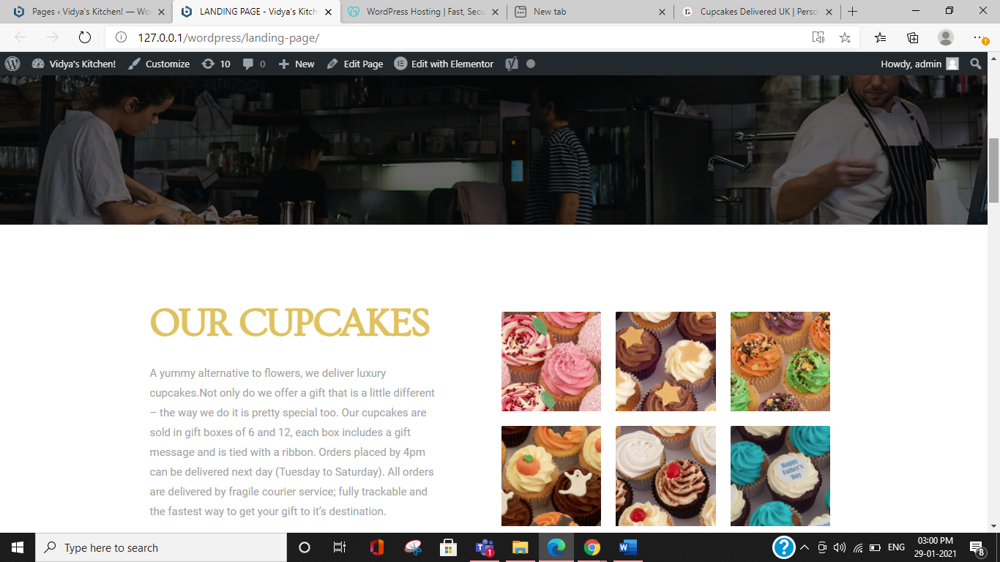 Pages ‹ Vidya's Kitchen! — Wo
LANDING PAGE - Vidya's Kitch
WordPress Hosting | Fast, Secu
New tab
Cupcakes Delivered UK | Perso
127.0.0.1/wordpress/landing-page/
Vidya's Kitchen! Customize 10 0 New Edit Page Edit with Elementor Howdy, admin
OUR CUPCAKES
A yummy alternative to flowers, we deliver luxury
cupcakes.Not only do we offer a gift that is a little different
– the way we do it is pretty special too. Our cupcakes are
sold in gift boxes of 6 and 12, each box includes a gift
message and is tied with a ribbon. Orders placed by 4pm
can be delivered next day (Tuesday to Saturday). All orders
are delivered by fragile courier service; fully trackable and
the fastest way to get your gift to it's destination.
Happy
Father's
Day
Type here to search
1
ENG
03:00 PM
29-01-2021
8